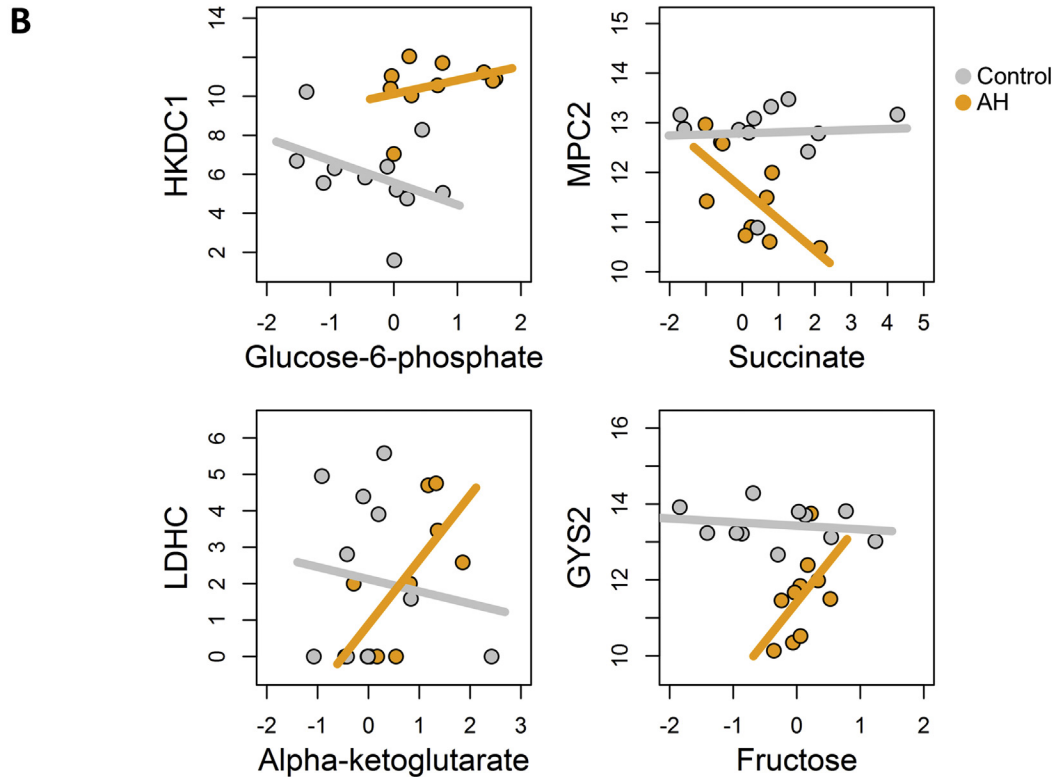 B
HKDC1
14
10
8
6
4
2
-2 -1 0 1 2
Glucose-6-phosphate
MPC2
15
14
13
12
11
10
-2 0 1 2 3 4 5
Succinate
Control
AH
LDHC
6
5
4
3
2
1
0
-2 -1 0 1 2 3
Alpha-ketoglutarate
GYS2
16
14
12
10
-2 -1 0 1 2
Fructose